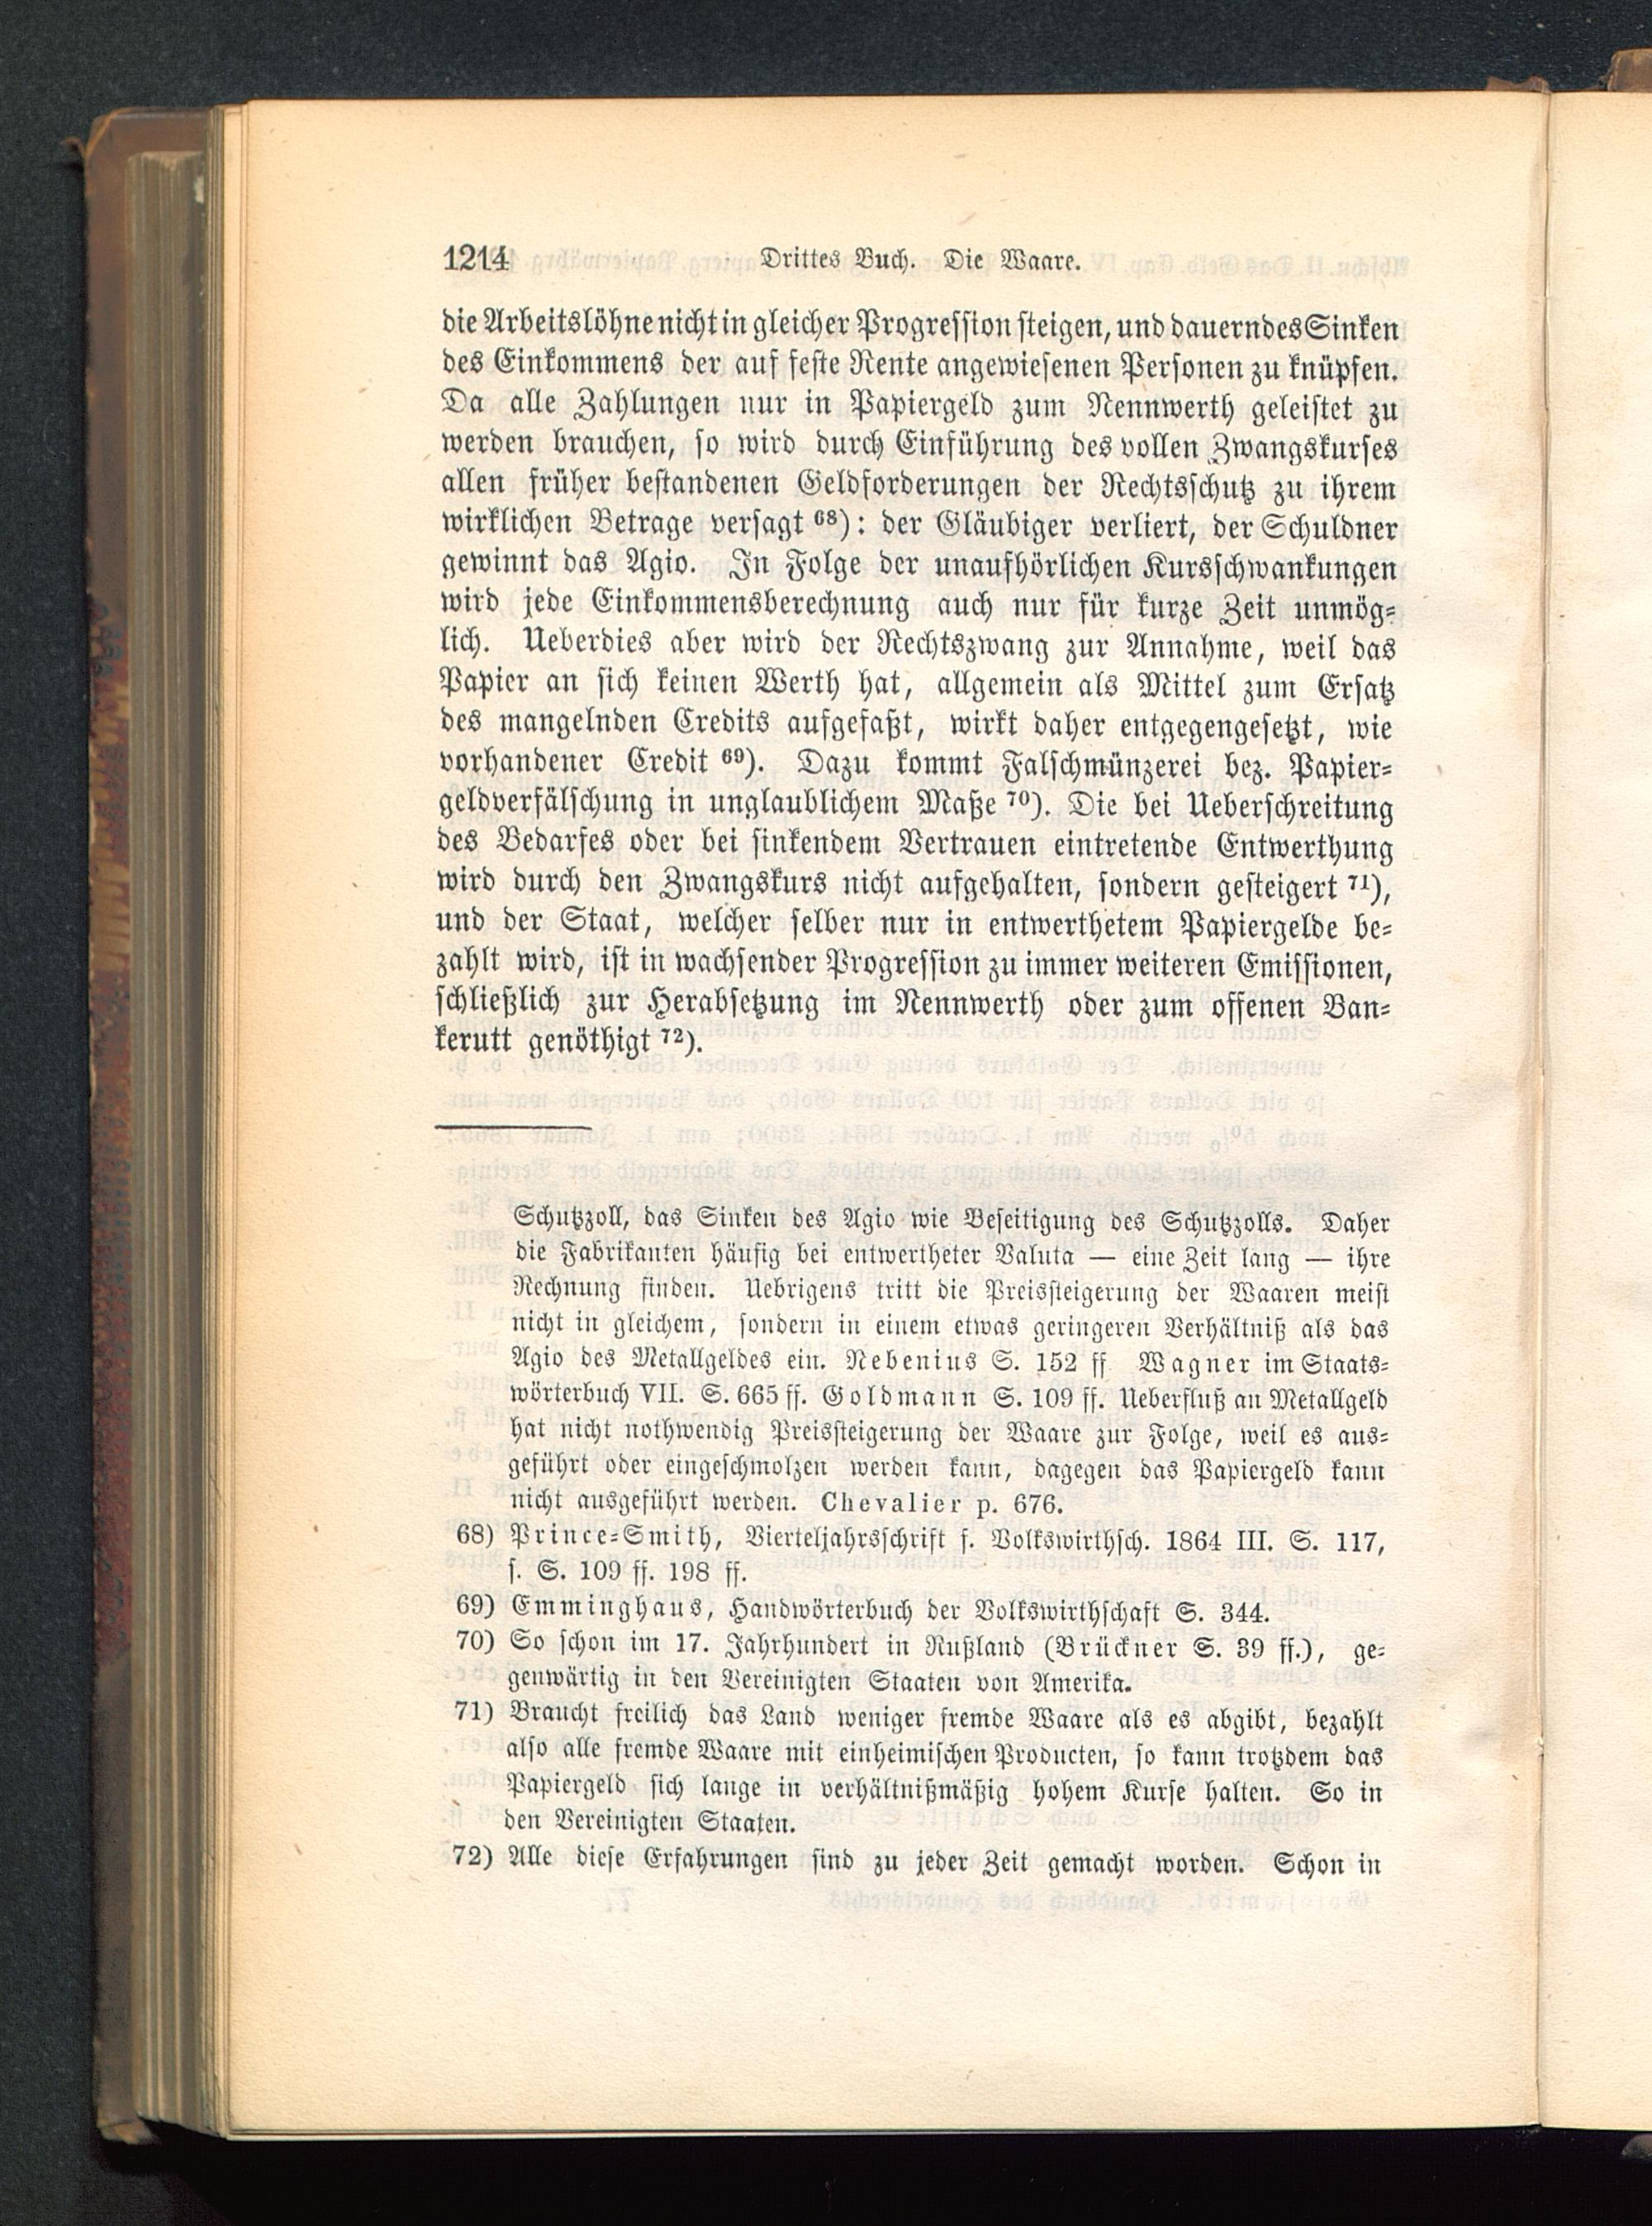 1214 Drittes Buch. Die Waare.
die Arbeitslöhne nicht in gleicher Progression steigen, und dauerndes Sinken
des Einkommens der auf feste Rente angewiesenen Personen zu knüpfen.
Da alle Zahlungen nur in Papiergeld zum Nennwerth geleistet zu
werden brauchen, so wird durch Einführung des vollen Zwangskurses
allen früher bestandenen Geldforderungen der Rechtsschutz zu ihrem
wirklichen Betrage versagt 68): der Gläubiger verliert, der Schuldner
gewinnt das Agio. In Folge der unaufhörlichen Kursschwankungen
wird jede Einkommensberechnung auch nur für kurze Zeit unmög-
lich. Ueberdies aber wird der Rechtszwang zur Annahme, weil das
Papier an sich keinen Werth hat, allgemein als Mittel zum Ersatz
des mangelnden Credits aufgefaßt, wirkt daher entgegengesetzt, wie
vorhandener Credit 69). Dazu kommt Falschmünzerei bez. Papier-
geldverfälschung in unglaublichem Maße 70). Die bei Ueberschreitung
des Bedarfes oder bei sinkendem Vertrauen eintretende Entwerthung
wird durch den Zwangskurs nicht aufgehalten, sondern gesteigert 71),
und der Staat, welcher selber nur in entwerthetem Papiergelde be-
zahlt wird, ist in wachsender Progression zu immer weiteren Emissionen,
schließlich zur Herabsetzung im Nennwerth oder zum offenen Ban-
kerutt genöthigt 72).
Schutzzoll, das Sinken des Agio wie Beseitigung des Schutzzolls. Daher
die Fabrikanten häufig bei entwertheter Valuta — eine Zeit lang — ihre
Rechnung finden. Uebrigens tritt die Preissteigerung der Waaren meist
nicht in gleichem, sondern in einem etwas geringeren Verhältniß als das
Agio des Metallgeldes ein. Nebenius S. 152 ff Wagner im Staats-
wörterbuch VII. S. 665 ff. Goldmann S. 109 ff. Ueberfluß an Metallgeld
hat nicht nothwendig Preissteigerung der Waare zur Folge, weil es aus-
geführt oder eingeschmolzen werden kann, dagegen das Papiergeld kann
nicht ausgeführt werden. Chevalier p. 676.
68) Prince-Smith, Vierteljahrsschrift f. Volkswirthsch. 1864 III. S. 117,
s. S. 109 ff. 198 ff.
69) Emminghaus, Handwörterbuch der Volkswirthschaft S. 344.
70) So schon im 17. Jahrhundert in Rußland (Brückner S. 39 ff.), ge-
genwärtig in den Vereinigten Staaten von Amerika.
71) Braucht freilich das Land weniger fremde Waare als es abgibt, bezahlt
also alle fremde Waare mit einheimischen Producten, so kann trotzdem das
Papiergeld sich lange in verhältnißmäßig hohem Kurse halten. So in
den Vereinigten Staaten.
72) Alle diese Erfahrungen sind zu jeder Zeit gemacht worden. Schon in